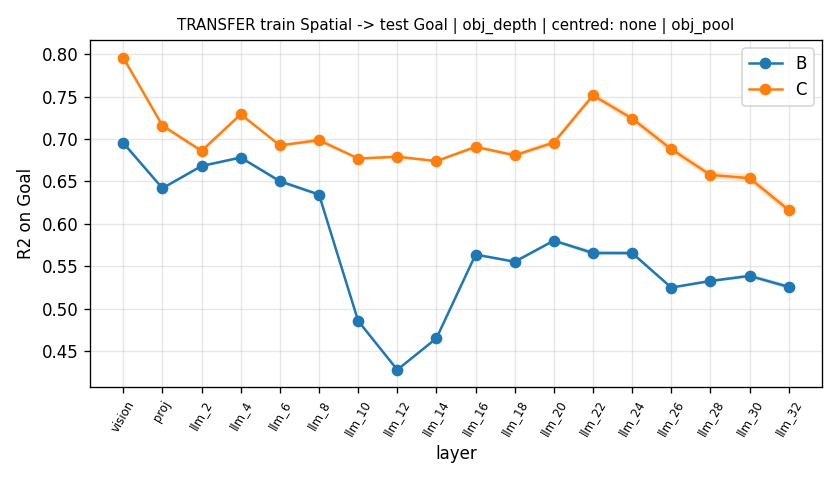 TRANSFER train Spatial -> test Goal | obj_depth | centred: none | obj_pool
B
C
0.80
0.75
0.70
0.65
0.60
0.55
0.50
0.45
R2 on Goal
vision
proj
llm_2
llm_4
llm_6
llm_8
llm_10
llm_12
llm_14
llm_16
llm_18
llm_20
llm_22
llm_24
llm_26
llm_28
llm_30
llm_32
layer